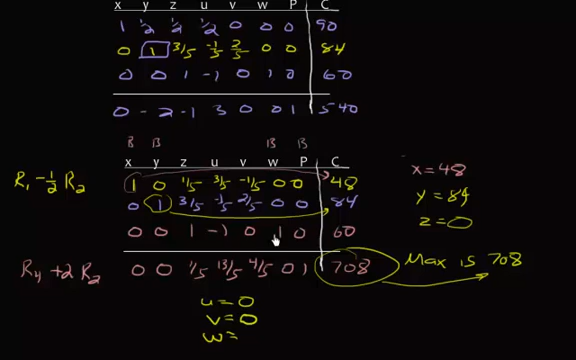 x y z u v w P C
1 1/2 1/2 1/2 0 0 0 90
0 1 3/5 -1/5 2/5 0 0 84
0 0 1 -1 0 1 0 60
0 -2 -1 3 0 0 1 540
B B B B
x y z u v w P C
R1 - 1/2 R2 1 0 1/5 3/5 -1/5 0 0 48
0 1 3/5 -1/5 2/5 0 0 84
0 0 1 -1 0 1 0 60
R4 + 2 R2 0 0 1/5 13/5 4/5 0 1 708
x = 48
y = 84
z = 0
Max is 708
u = 0
v = 0
w =